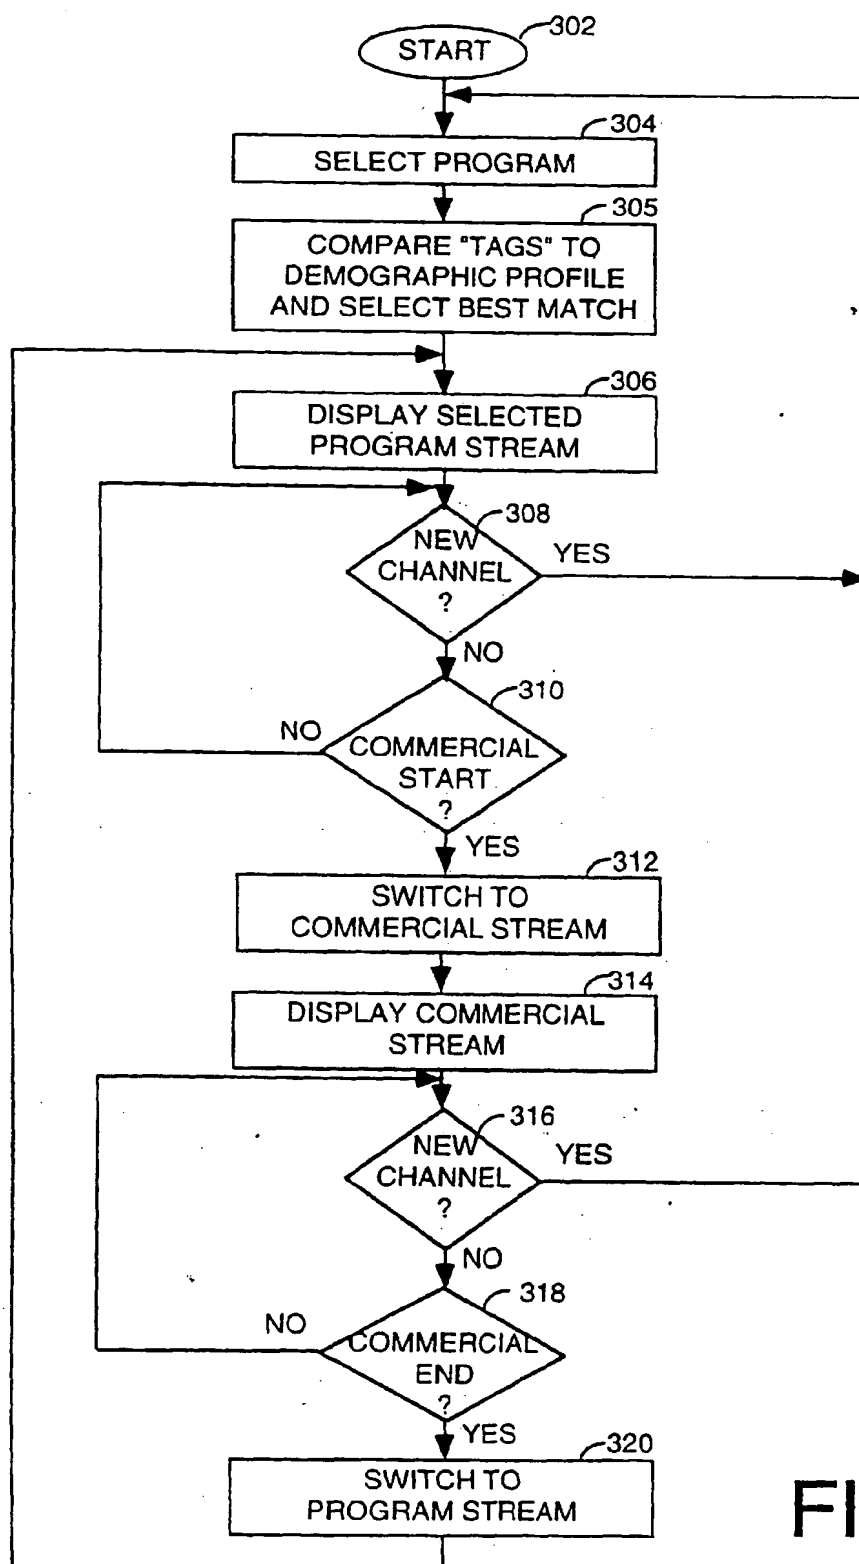 START
302
304
SELECT PROGRAM
305
COMPARE "TAGS" TO
DEMOGRAPHIC PROFILE
AND SELECT BEST MATCH
306
DISPLAY SELECTED
PROGRAM STREAM
308
NEW
CHANNEL
?
YES
NO
310
COMMERCIAL
START
?
NO
YES
312
SWITCH TO
COMMERCIAL STREAM
314
DISPLAY COMMERCIAL
STREAM
316
NEW
CHANNEL
?
YES
NO
318
COMMERCIAL
END
?
NO
YES
320
SWITCH TO
PROGRAM STREAM
FI